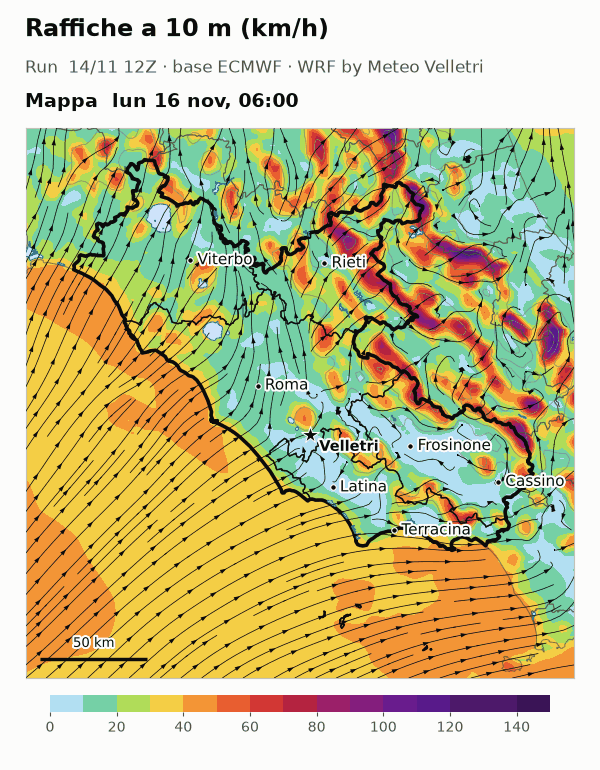 Raffiche a 10 m (km/h)
Run 14/11 12Z · base ECMWF · WRF by Meteo Velletri
Mappa lun 16 nov, 06:00
Viterbo
Rieti
Roma
Velletri
Frosinone
Cassino
Latina
Terracina
50 km
0 20 40 60 80 100 120 140